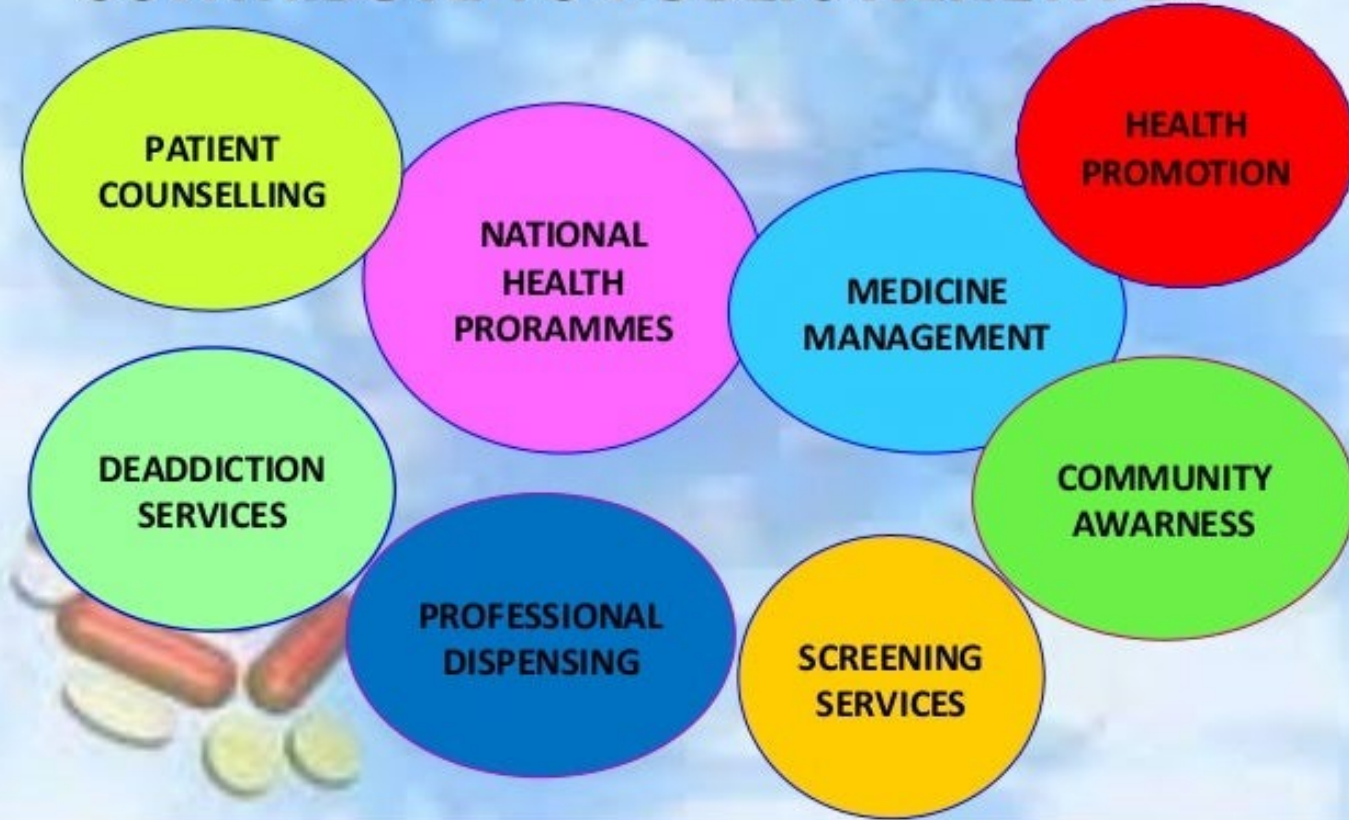 PATIENT
COUNSELLING
NATIONAL
HEALTH
PRORAMMES
MEDICINE
MANAGEMENT
HEALTH
PROMOTION
DEADDICTION
SERVICES
PROFESSIONAL
DISPENSING
SCREENING
SERVICES
COMMUNITY
AWARNESS